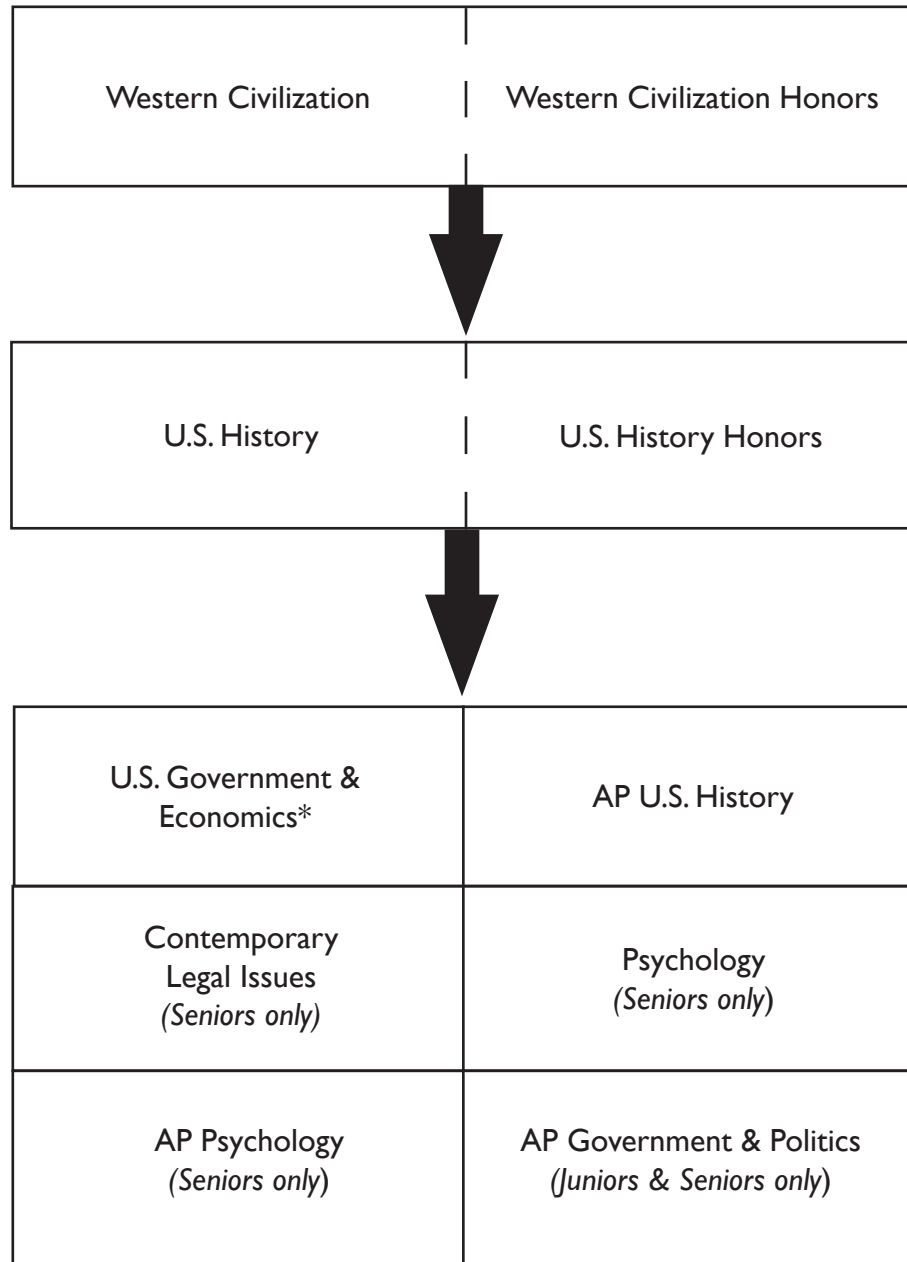 Western Civilization
Western Civilization Honors
U.S. History
U.S. History Honors
U.S. Government &
Economics*
AP U.S. History
Contemporary
Legal Issues
(Seniors only)
Psychology
(Seniors only)
AP Psychology
(Seniors only)
AP Government & Politics
(Juniors & Seniors only)